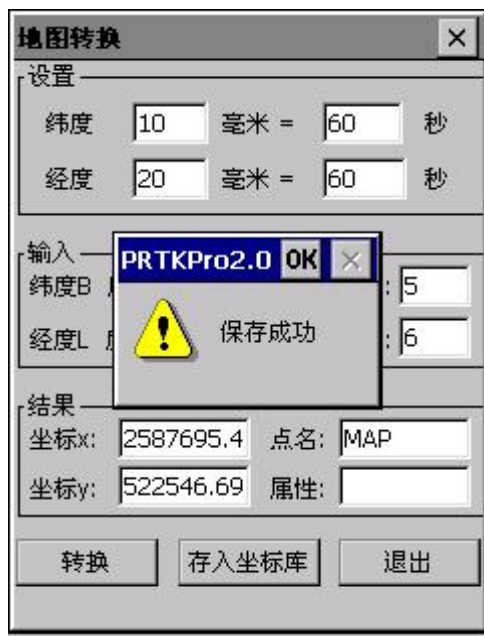 地图转换
设置
纬度 10 毫米 = 60 秒
经度 20 毫米 = 60 秒
输入
纬度B : 5
经度L : 6
PRTKPro2.0 OK
保存成功
结果
坐标x: 2587695.4 点名: MAP
坐标y: 522546.69 属性:
转换 存入坐标库 退出